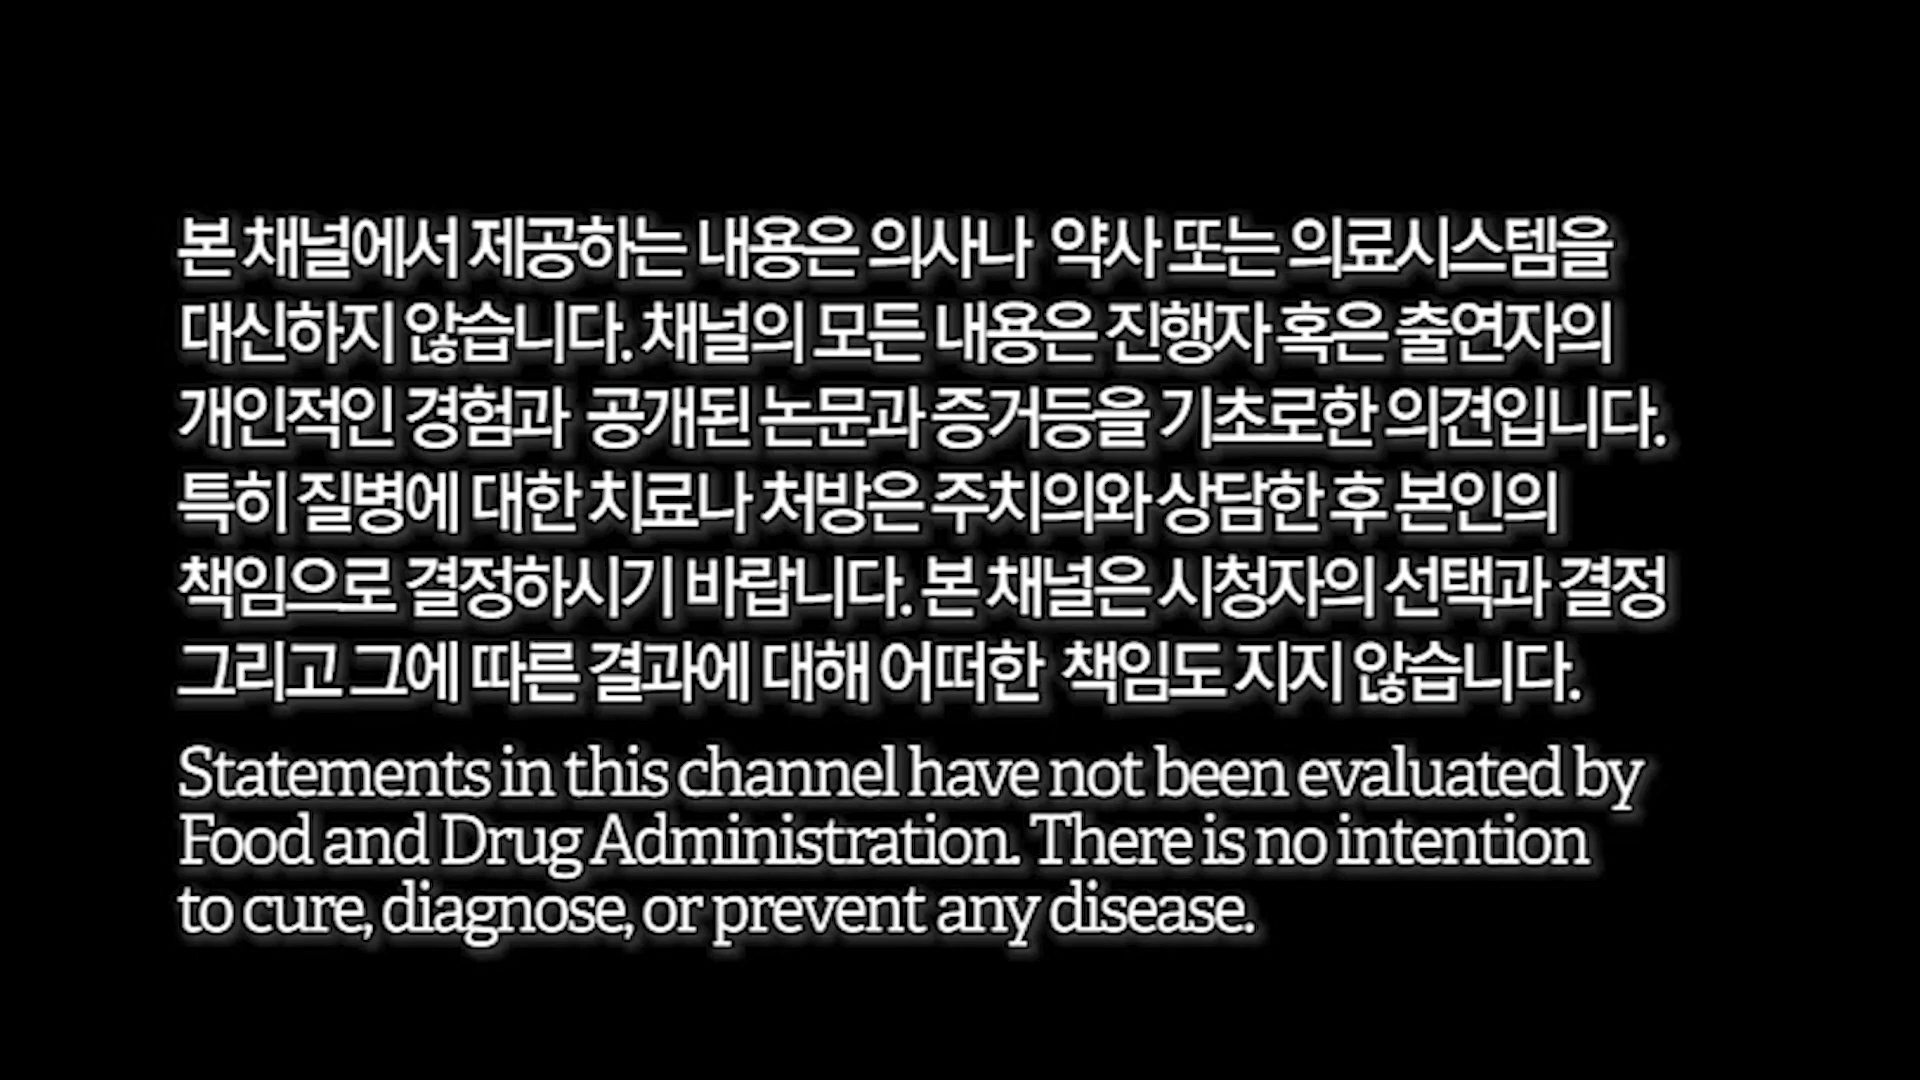 본 채널에서 제공하는 내용은 의사나 약사 또는 의료시스템을
대신하지 않습니다. 채널의 모든 내용은 진행자 혹은 출연자의
개인적인 경험과 공개된 논문과 증거등을 기초로한 의견입니다.
특히 질병에 대한 치료나 처방은 주치의와 상담한 후 본인의
책임으로 결정하시기 바랍니다. 본 채널은 시청자의 선택과 결정
그리고 그에 따른 결과에 대해 어떠한 책임도 지지 않습니다.
Statements in this channel have not been evaluated by
Food and Drug Administration. There is no intention
to cure, diagnose, or prevent any disease.